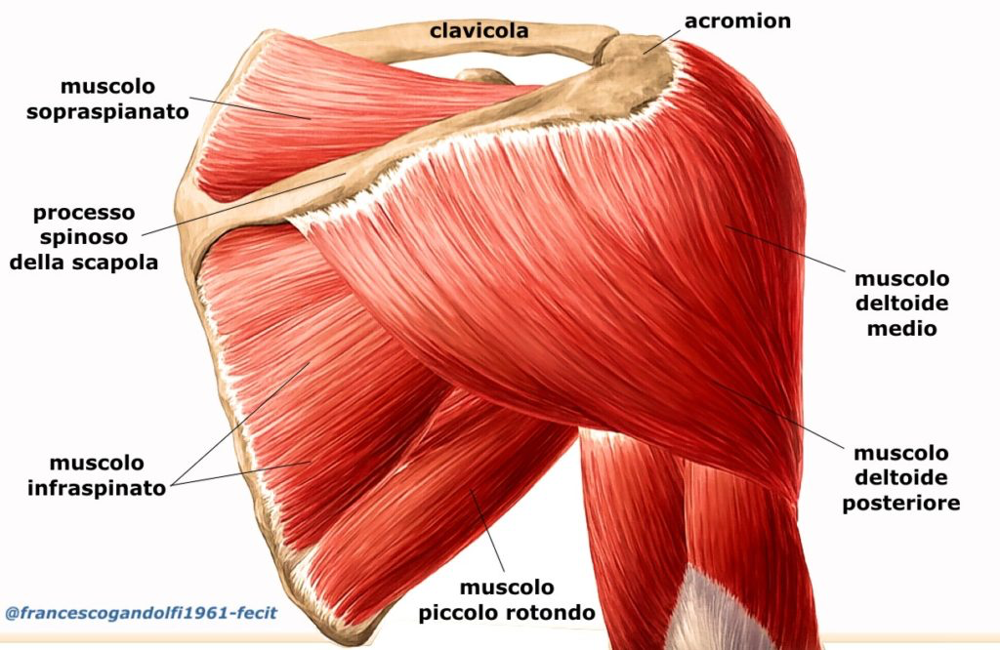 clavicola
acromion
muscolo
sopraspianato
processo
spinoso
della scapola
muscolo
deltoide
medio
muscolo
infraspinato
muscolo
deltoide
posteriore
muscolo
piccolo rotondo
@francescogandolfi1961-fecit